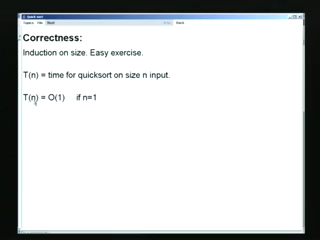 Correctness:
Induction on size. Easy exercise.
T(n) = time for quicksort on size n input.
T(n) = O(1) if n=1